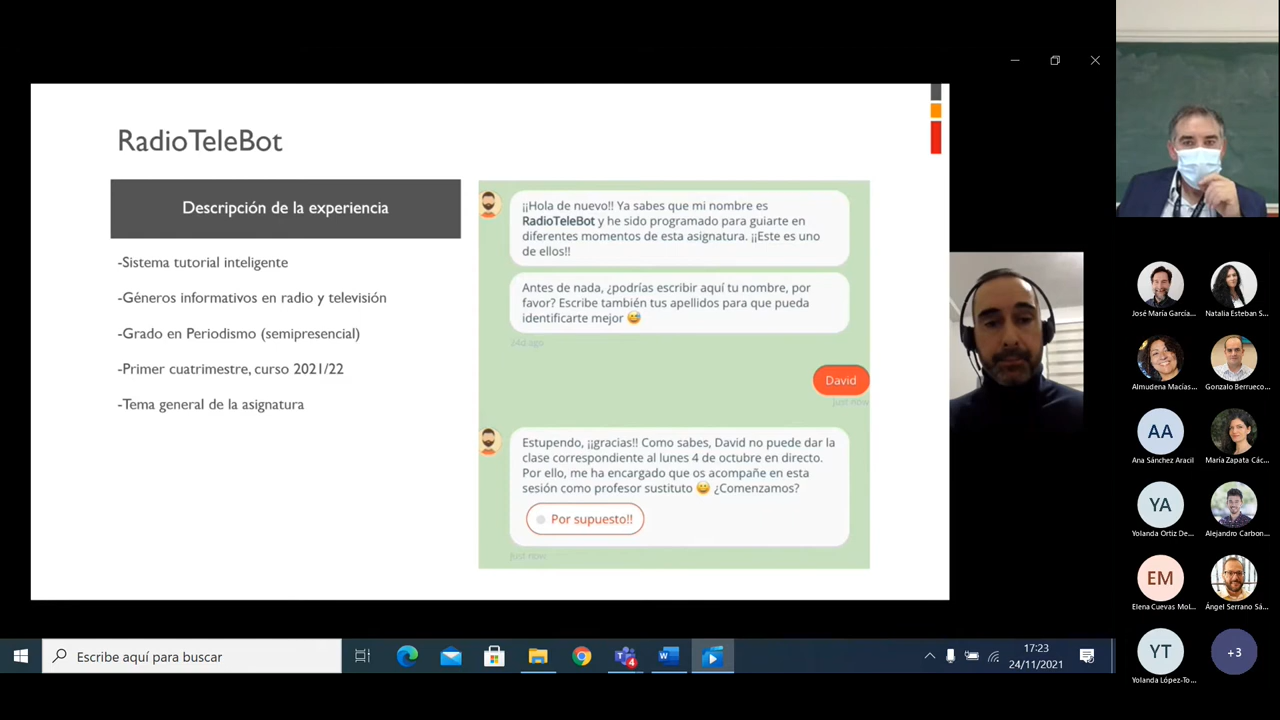 RadioTeleBot
Descripción de la experiencia
-Sistema tutorial inteligente
-Géneros informativos en radio y televisión
-Grado en Periodismo (semipresencial)
-Primer cuatrimestre, curso 2021/22
-Tema general de la asignatura
¡¡Hola de nuevo!! Ya sabes que mi nombre es
RadioTeleBot y he sido programado para guiarte en
diferentes momentos de esta asignatura. ¡¡Este es uno
de ellos!!
Antes de nada, ¿podrías escribir aquí tu nombre, por
favor? Escribe también tus apellidos para que pueda
identificarte mejor 😅
24d ago
David
Just now
Estupendo, ¡¡gracias!! Como sabes, David no puede dar la
clase correspondiente al lunes 4 de octubre en directo.
Por ello, me ha encargado que os acompañe en esta
sesión como profesor sustituto 😄 ¿Comenzamos?
Por supuesto!!
Just now
José María García...
Natalia Esteban S...
Almudena Macías...
Gonzalo Berrueco...
AA
Ana Sánchez Aracil
María Zapata Các...
YA
Yolanda Ortiz De...
Alejandro Carbon...
EM
Elena Cuevas Mol...
Ángel Serrano Sá...
YT
Yolanda López-To...
+3
Escribe aquí para buscar
4
17:23
24/11/2021